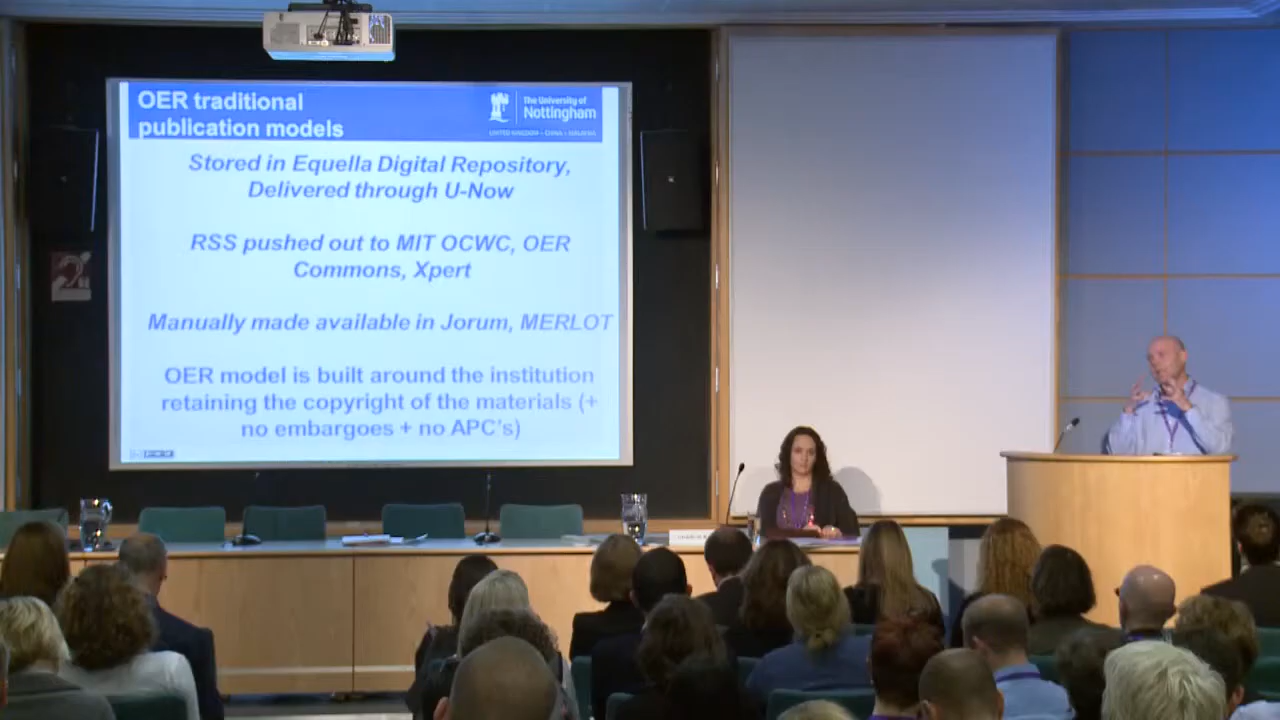 OER traditional
publication models
The University of
Nottingham
UNITED KINGDOM • CHINA • MALAYSIA
Stored in Equella Digital Repository,
Delivered through U-Now
RSS pushed out to MIT OCWC, OER
Commons, Xpert
Manually made available in Jorum, MERLOT
OER model is built around the institution
retaining the copyright of the materials (+
no embargoes + no APC's)